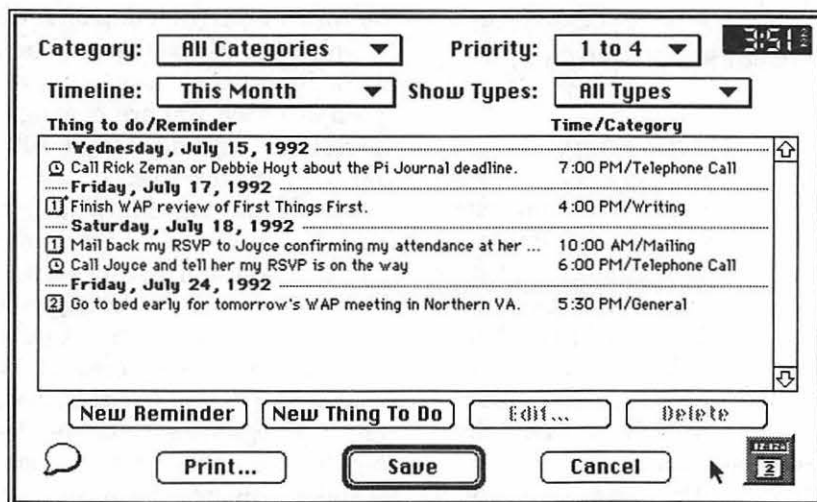 Category: All Categories Priority: 1 to 4 3:51
Timeline: This Month Show Types: All Types
Thing to do/Reminder Time/Category
Wednesday, July 15, 1992
Call Rick Zeman or Debbie Hoyt about the Pi Journal deadline. 7:00 PM/Telephone Call
Friday, July 17, 1992
1 Finish WAP review of First Things First. 4:00 PM/Writing
Saturday, July 18, 1992
1 Mail back my RSVP to Joyce confirming my attendance at her ... 10:00 AM/Mailing
Call Joyce and tell her my RSVP is on the way 6:00 PM/Telephone Call
Friday, July 24, 1992
2 Go to bed early for tomorrow's WAP meeting in Northern VA. 5:30 PM/General
New Reminder New Thing To Do Edit... Delete
Print... Save Cancel 2